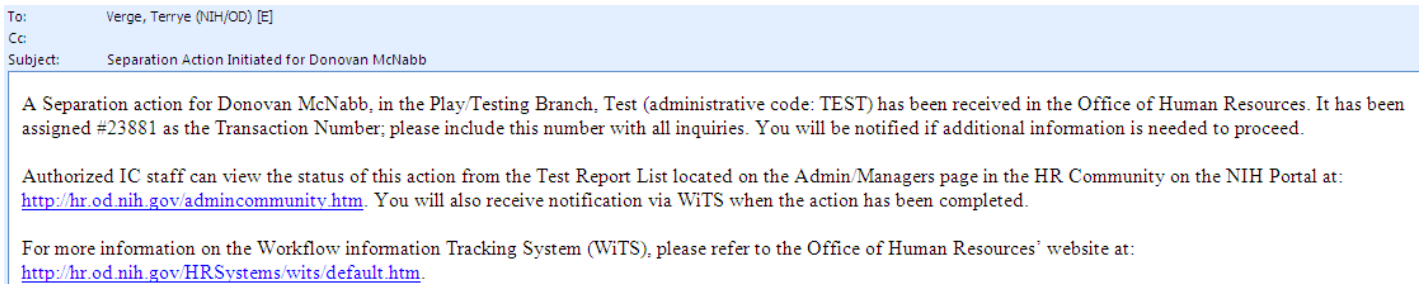 To: Verge, Terrye (NIH/OD) [E]
Cc:
Subject: Separation Action Initiated for Donovan McNabb
A Separation action for Donovan McNabb, in the Play/Testing Branch, Test (administrative code: TEST) has been received in the Office of Human Resources. It has been
assigned #23881 as the Transaction Number; please include this number with all inquiries. You will be notified if additional information is needed to proceed.
Authorized IC staff can view the status of this action from the Test Report List located on the Admin/Managers page in the HR Community on the NIH Portal at:
http://hr.od.nih.gov/admincommunity.htm. You will also receive notification via WiTS when the action has been completed.
For more information on the Workflow information Tracking System (WiTS), please refer to the Office of Human Resources’ website at:
http://hr.od.nih.gov/HRSystems/wits/default.htm.